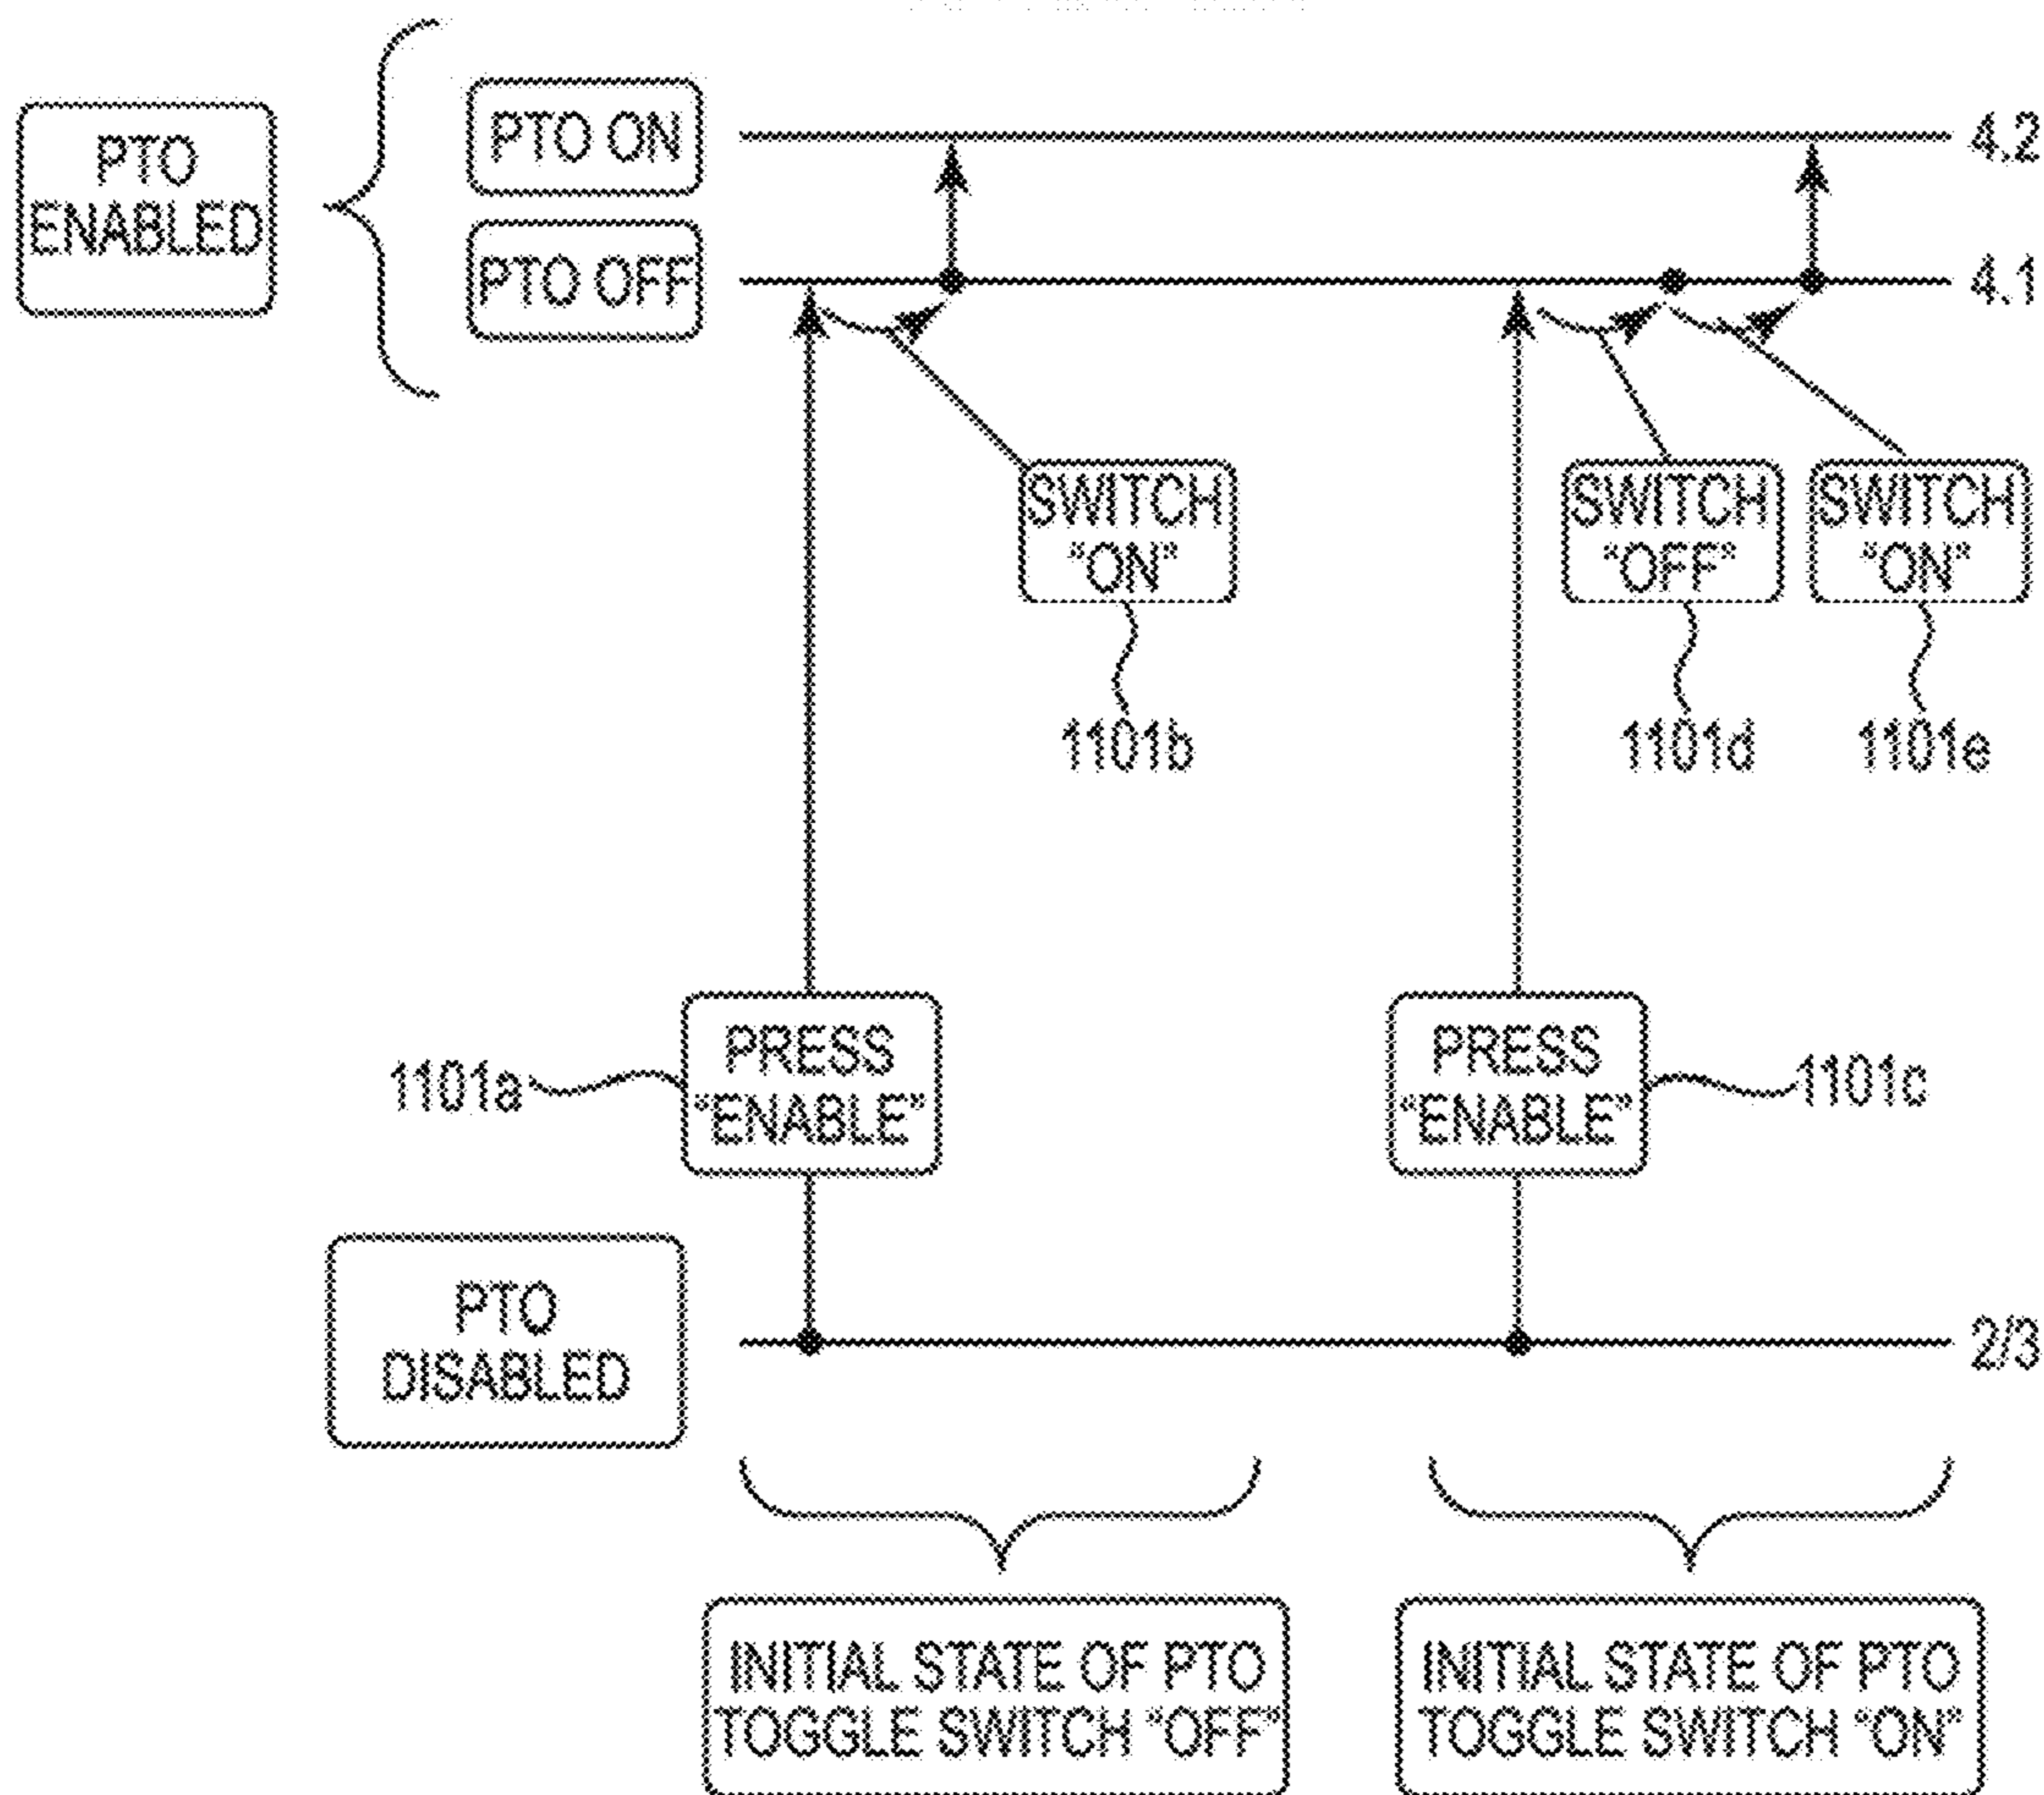 PTO
ENABLED
PTO ON
4.2
PTO OFF
4.1
SWITCH
"ON"
SWITCH
"OFF"
SWITCH
"ON"
1101b
1101d
1101e
1101a
PRESS
"ENABLE"
PRESS
"ENABLE"
1101c
PTO
DISABLED
2/3
INITIAL STATE OF PTO
TOGGLE SWITCH "OFF"
INITIAL STATE OF PTO
TOGGLE SWITCH "ON"